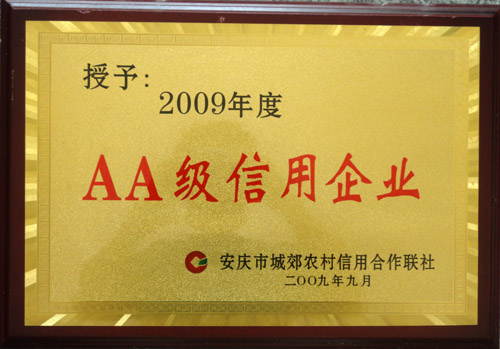 授予:
2009年度
AA级信用企业
安庆市城郊农村信用合作联社
二OO九年九月